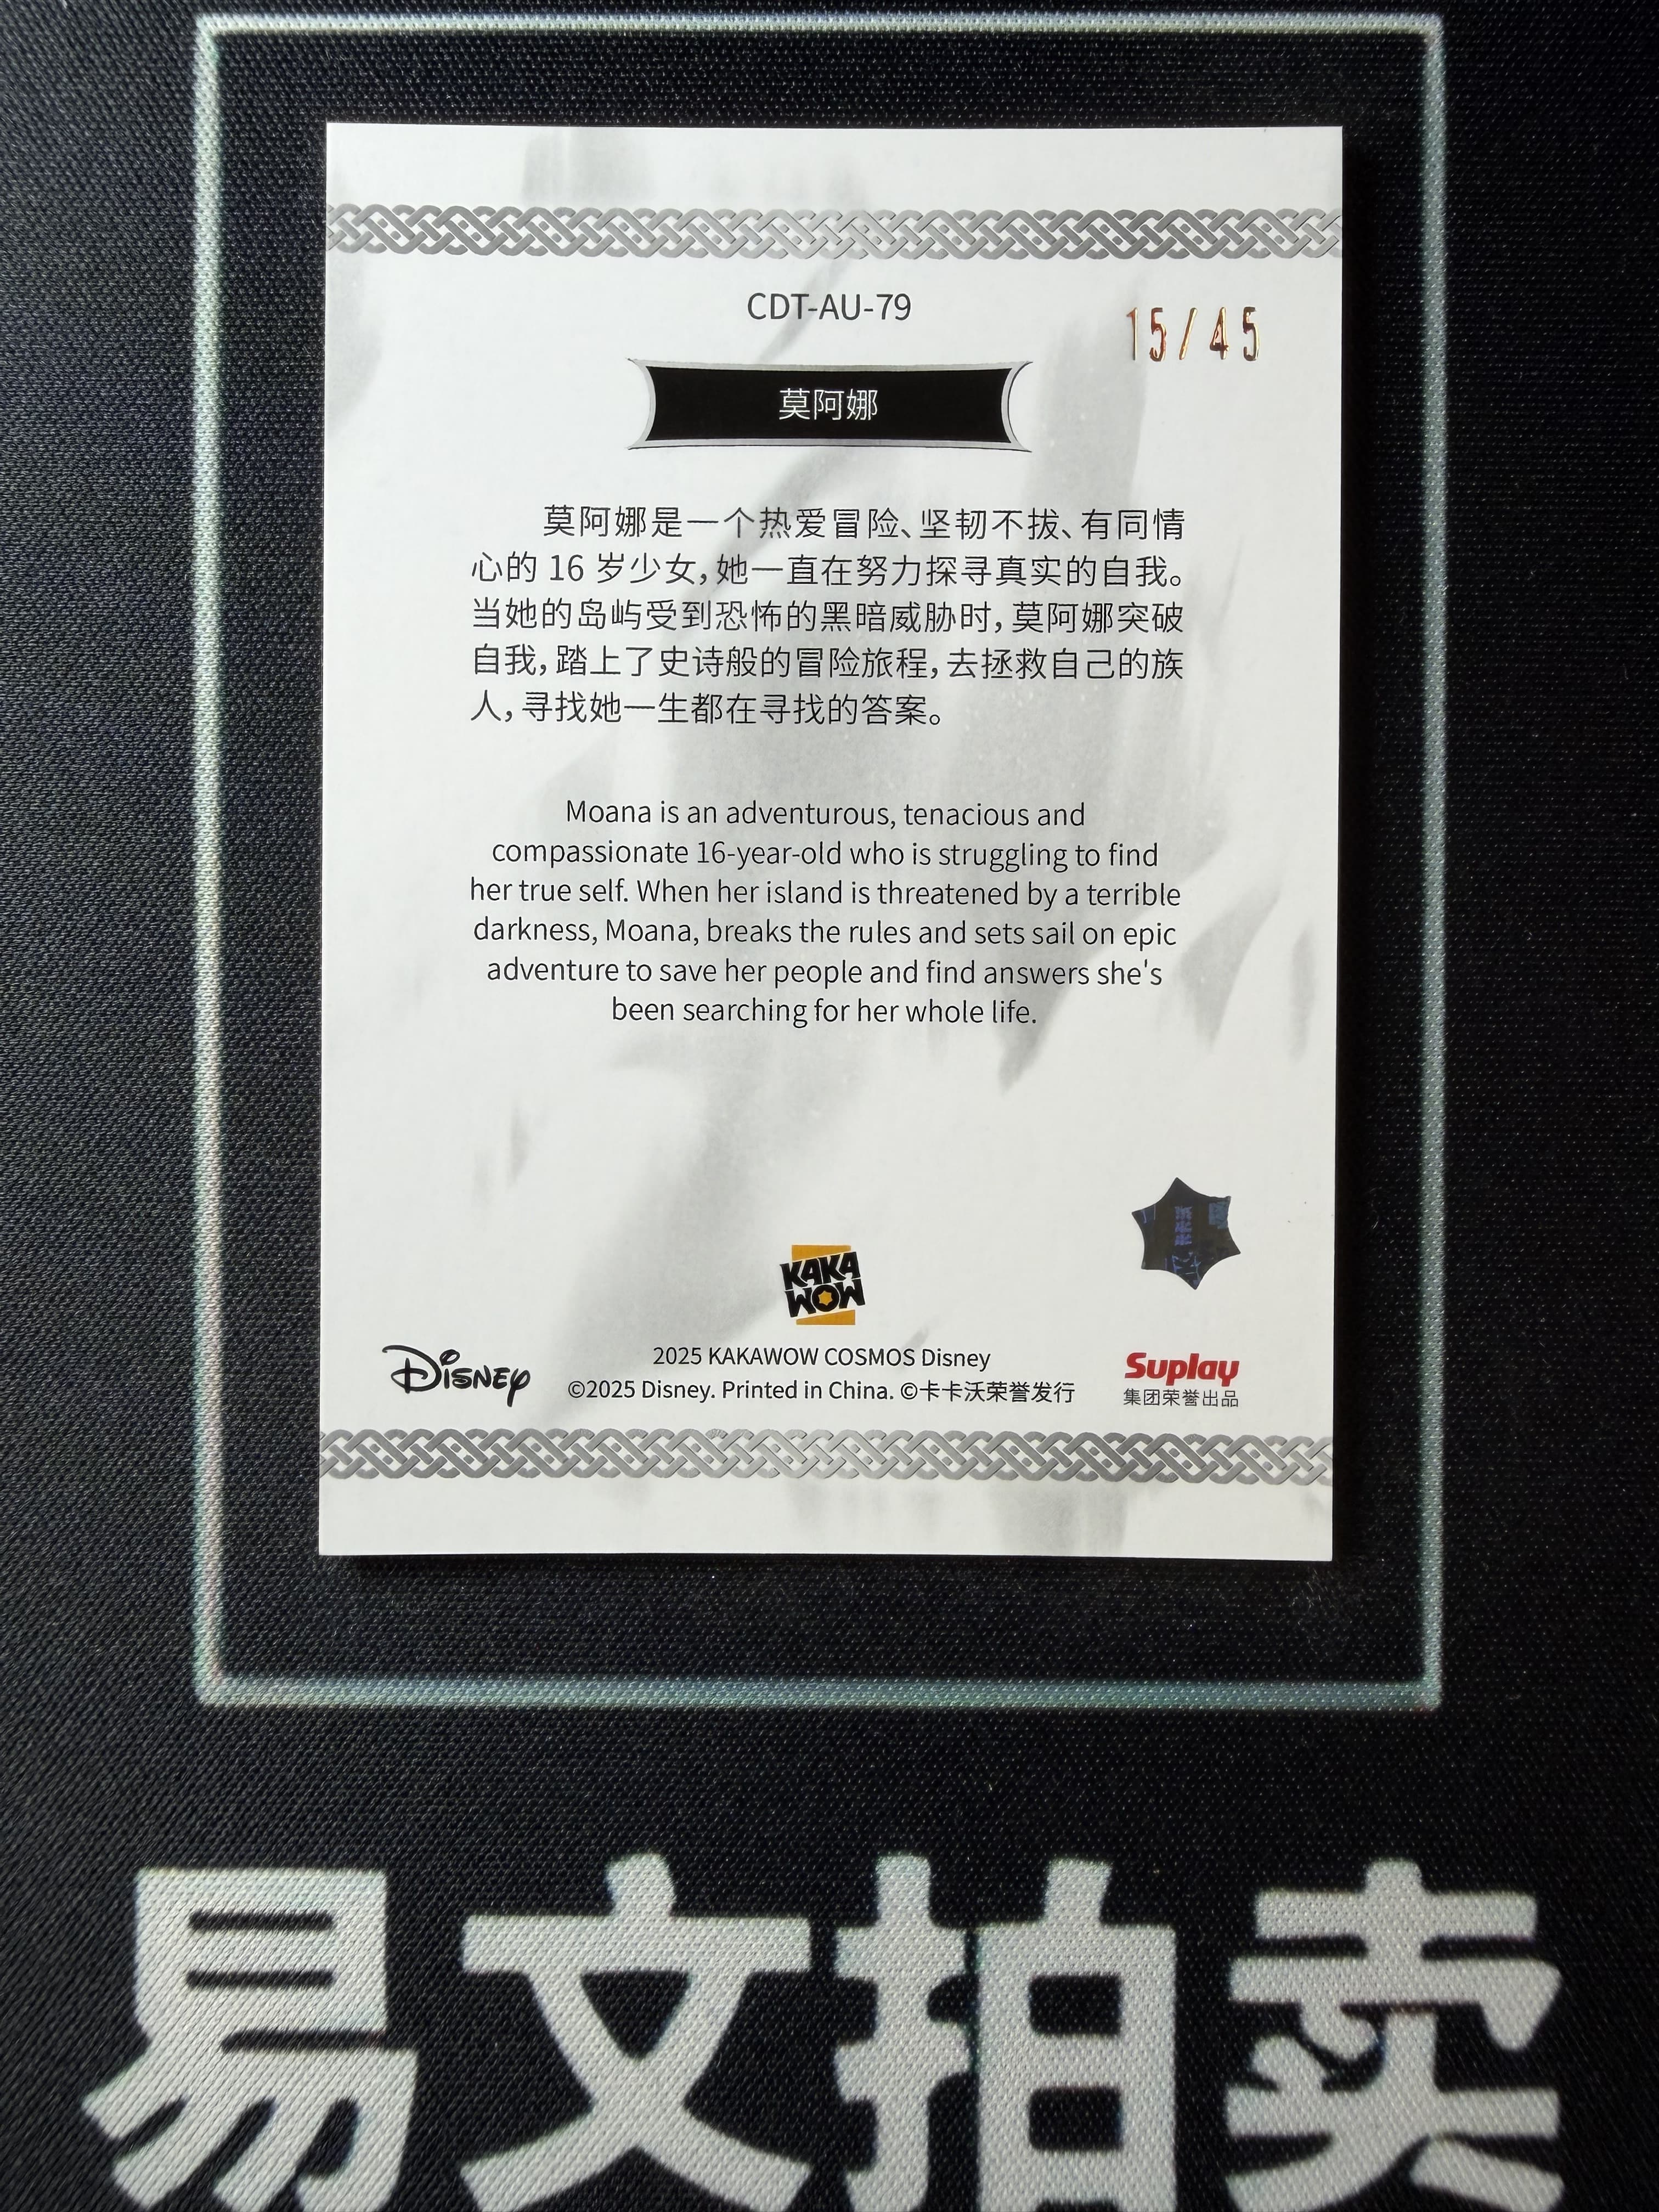 CDT-AU-79
15/45
莫阿娜
莫阿娜是一个热爱冒险、坚韧不拔、有同情
心的 16 岁少女，她一直在努力探寻真实的自我。
当她的岛屿受到恐怖的黑暗威胁时，莫阿娜突破
自我，踏上了史诗般的冒险旅程，去拯救自己的族
人，寻找她一生都在寻找的答案。
Moana is an adventurous, tenacious and
compassionate 16-year-old who is struggling to find
her true self. When her island is threatened by a terrible
darkness, Moana, breaks the rules and sets sail on epic
adventure to save her people and find answers she's
been searching for her whole life.
KAKA
WOW
Disney
2025 KAKAWOW COSMOS Disney
©2025 Disney. Printed in China. ©卡卡沃荣誉发行
Suplay
集团荣誉出品
易文拍卖